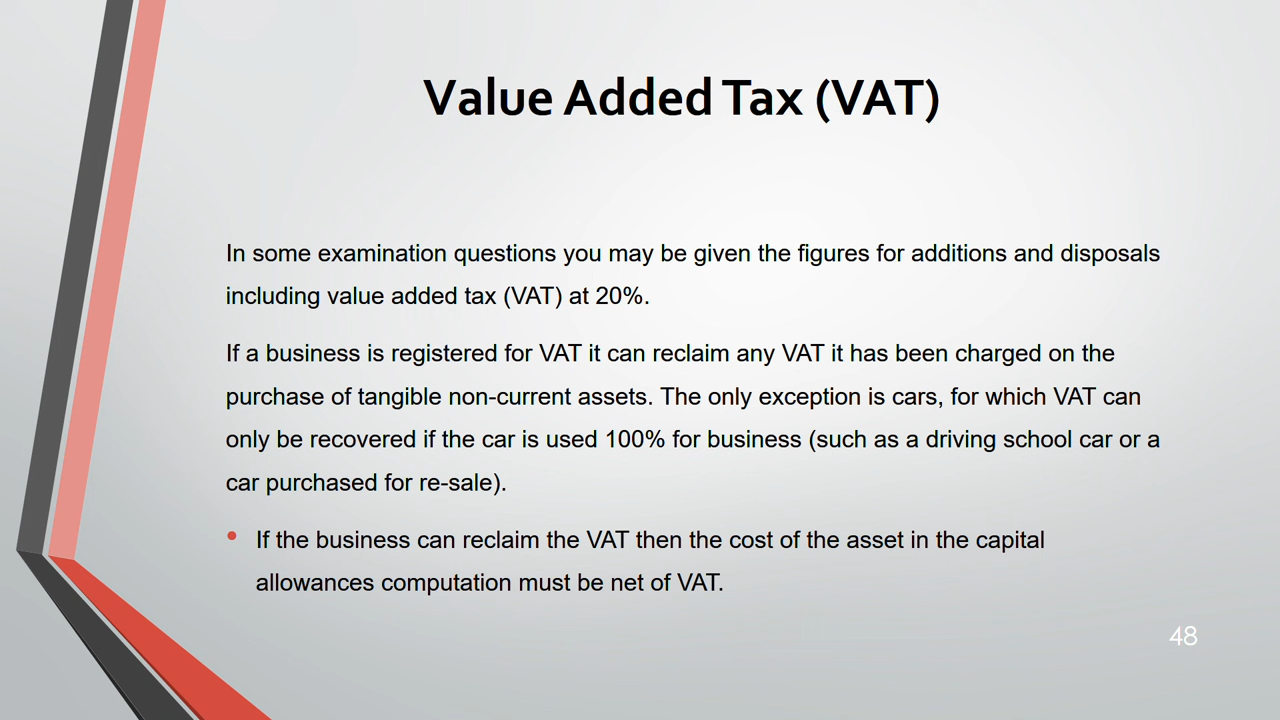 Value Added Tax (VAT)
In some examination questions you may be given the figures for additions and disposals
including value added tax (VAT) at 20%.
If a business is registered for VAT it can reclaim any VAT it has been charged on the
purchase of tangible non-current assets. The only exception is cars, for which VAT can
only be recovered if the car is used 100% for business (such as a driving school car or a
car purchased for re-sale).
• If the business can reclaim the VAT then the cost of the asset in the capital
allowances computation must be net of VAT.
48